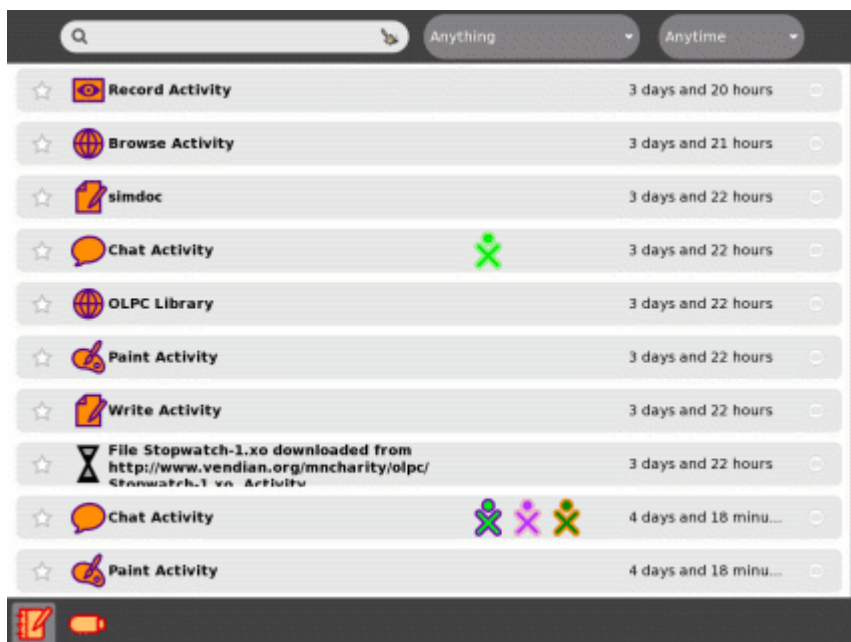 Anything
Anytime
Record Activity
3 days and 20 hours
Browse Activity
3 days and 21 hours
simdoc
3 days and 22 hours
Chat Activity
3 days and 22 hours
OLPC Library
3 days and 22 hours
Paint Activity
3 days and 22 hours
Write Activity
3 days and 22 hours
File Stopwatch-1.xo downloaded from
http://www.vendian.org/mncharity/olpc/
Stopwatch-1.xo. Activity
3 days and 22 hours
Chat Activity
4 days and 18 minu...
Paint Activity
4 days and 18 minu...